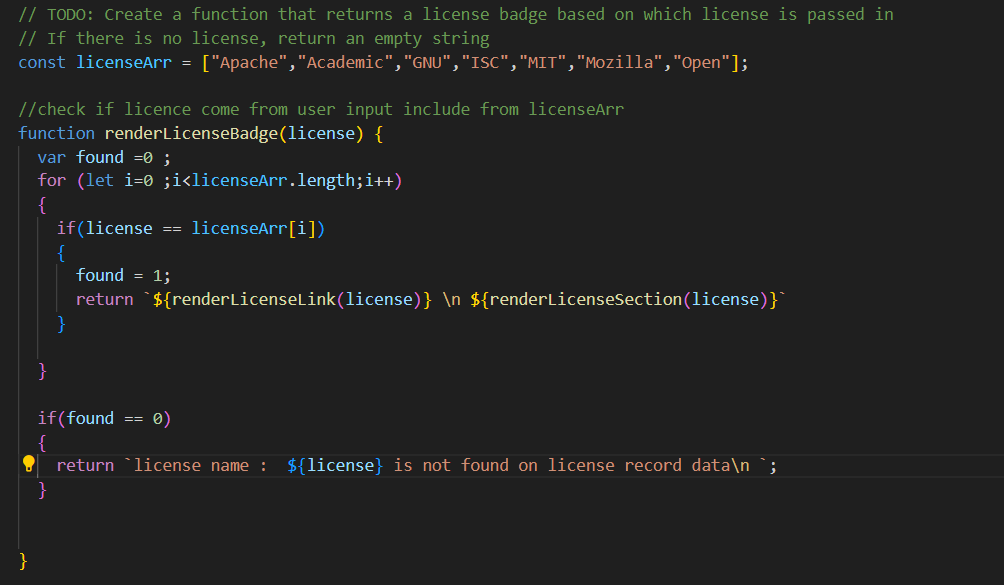 // TODO: Create a function that returns a license badge based on which license is passed in
// If there is no license, return an empty string
const licenseArr = ["Apache","Academic","GNU","ISC","MIT","Mozilla","Open"];
//check if licence come from user input include from licenseArr
function renderLicenseBadge(license) {
var found =0 ;
for (let i=0 ;i<licenseArr.length;i++)
{
if(license == licenseArr[i])
{
found = 1;
return `${renderLicenseLink(license)} \n ${renderLicenseSection(license)}`
}
}
if(found == 0)
{
return `license name :  ${license} is not found on license record data\n `;
}
}